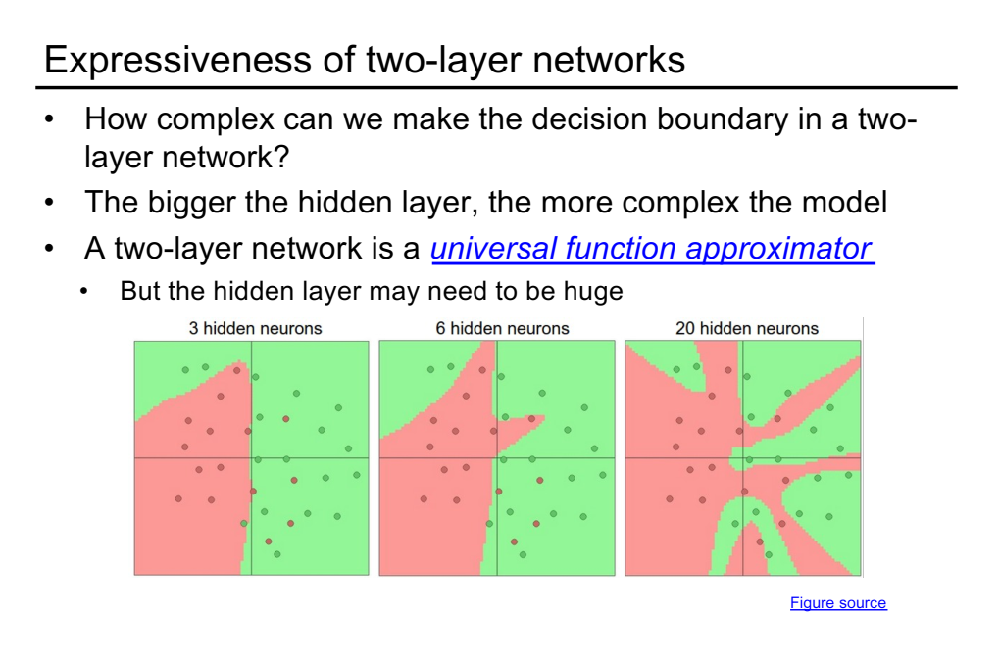 Expressiveness of two-layer networks
• How complex can we make the decision boundary in a two-
layer network?
• The bigger the hidden layer, the more complex the model
• A two-layer network is a universal function approximator
• But the hidden layer may need to be huge
3 hidden neurons 6 hidden neurons 20 hidden neurons
Figure source